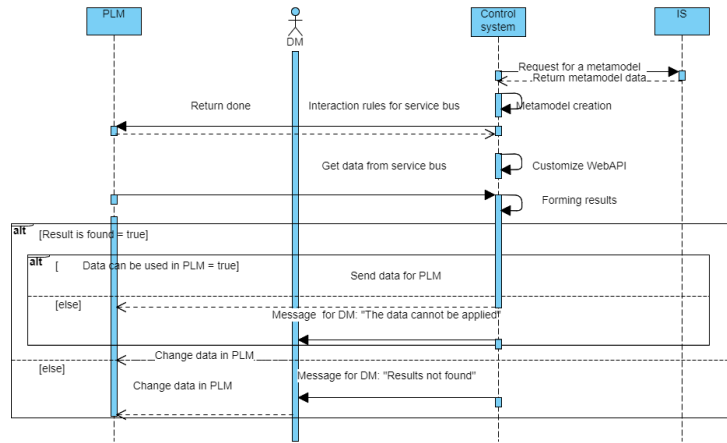 PLM
DM
Control
system
IS
Request for a metamodel
Return metamodel data
Return done
Interaction rules for service bus
Metamodel creation
Get data from service bus
Customize WebAPI
Forming results
alt
[Result is found = true]
alt
[ Data can be used in PLM = true]
Send data for PLM
[else]
Message for DM: "The data cannot be applied"
Change data in PLM
[else]
Message for DM: "Results not found"
Change data in PLM